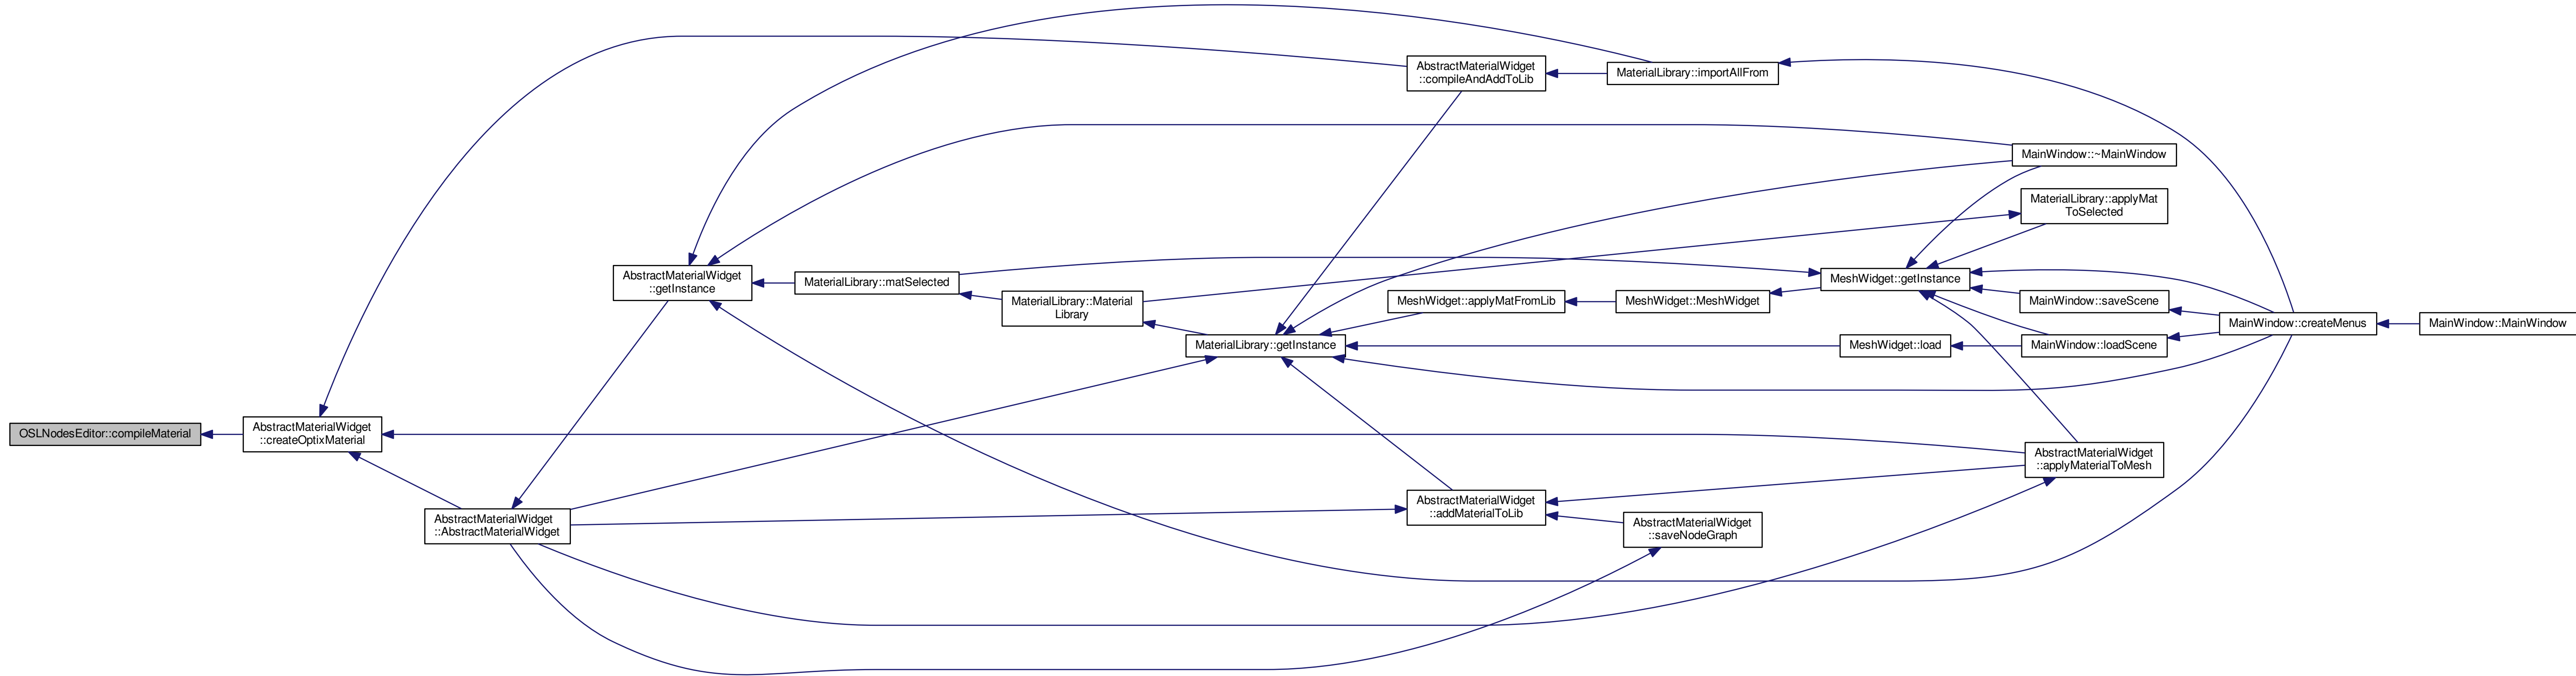 OSLNodesEditor::compileMaterial
AbstractMaterialWidget
::createOptixMaterial
AbstractMaterialWidget
::AbstractMaterialWidget
AbstractMaterialWidget
::getInstance
MaterialLibrary::matSelected
MaterialLibrary::Material
Library
MaterialLibrary::getInstance
AbstractMaterialWidget
::compileAndAddToLib
MeshWidget::applyMatFromLib
AbstractMaterialWidget
::addMaterialToLib
MaterialLibrary::importAllFrom
MeshWidget::MeshWidget
AbstractMaterialWidget
::saveNodeGraph
MeshWidget::getInstance
MeshWidget::load
MainWindow::~MainWindow
MaterialLibrary::applyMat
ToSelected
MainWindow::saveScene
MainWindow::loadScene
AbstractMaterialWidget
::applyMaterialToMesh
MainWindow::createMenus
MainWindow::MainWindow